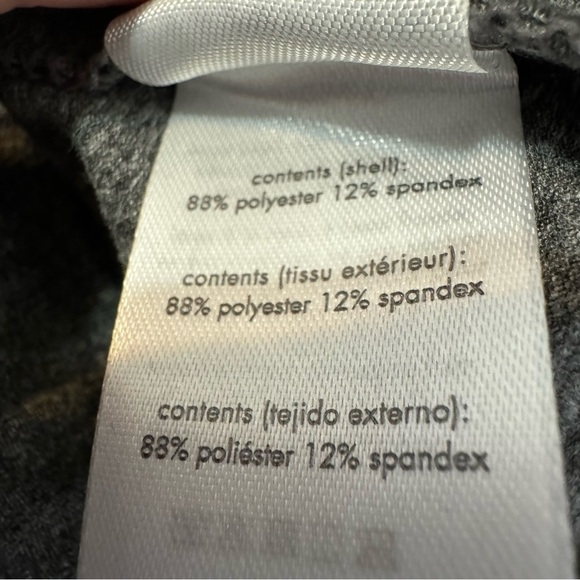 contents (shell):
88% polyester 12% spandex
contents (tissu extérieur):
88% polyester 12% spandex
contents (tejido externo):
88% poliéster 12% spandex